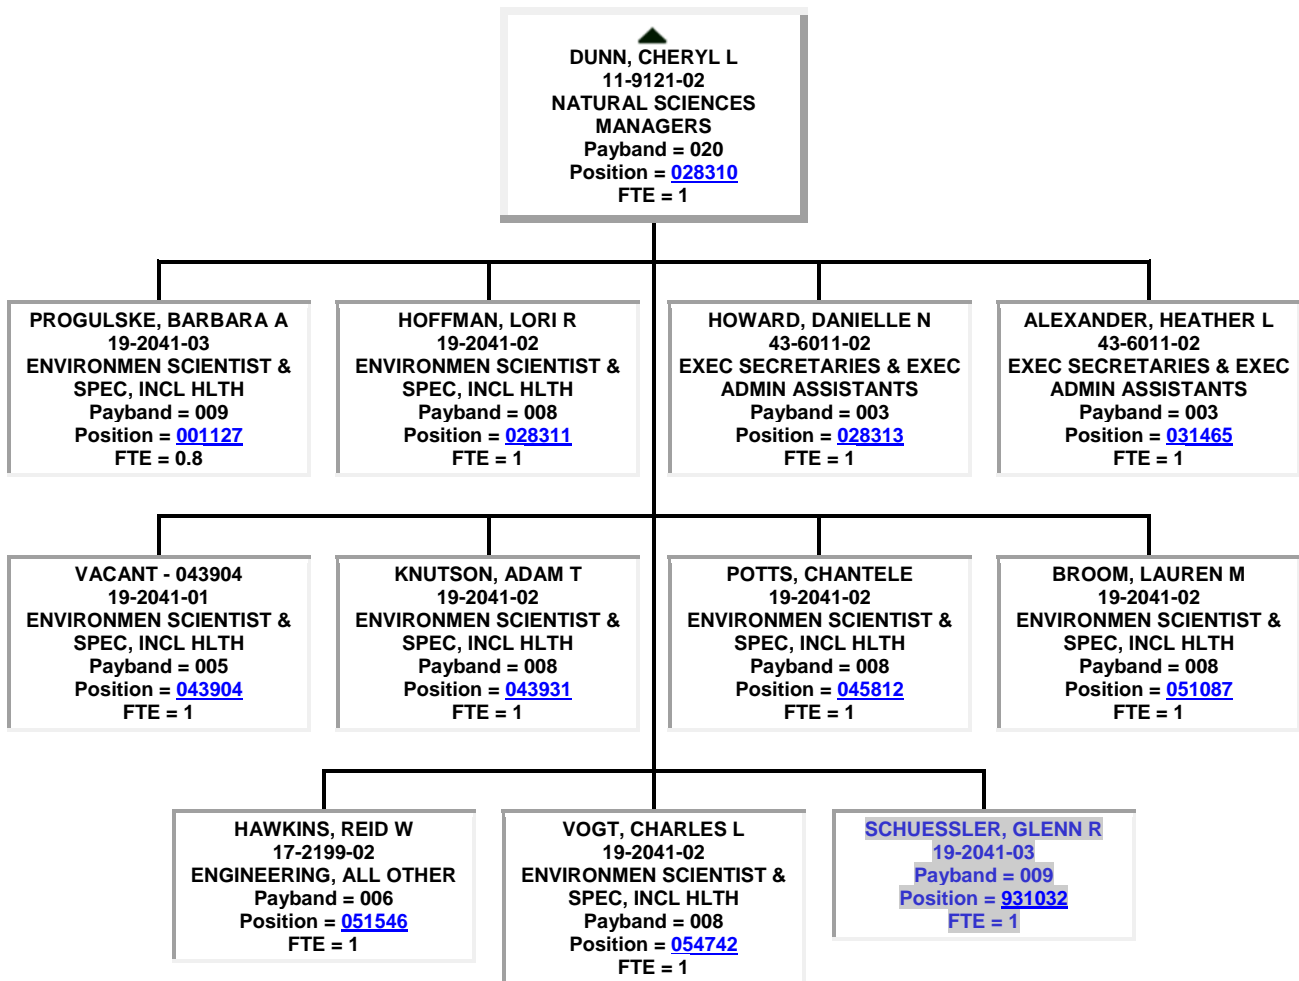 DUNN, CHERYL L
11-9121-02
NATURAL SCIENCES
MANAGERS
Payband = 020
Position = 028310
FTE = 1
PROGULSKE, BARBARA A
19-2041-03
ENVIRONMEN SCIENTIST &
SPEC, INCL HLTH
Payband = 009
Position = 001127
FTE = 0.8
HOFFMAN, LORI R
19-2041-02
ENVIRONMEN SCIENTIST &
SPEC, INCL HLTH
Payband = 008
Position = 028311
FTE = 1
HOWARD, DANIELLE N
43-6011-02
EXEC SECRETARIES & EXEC
ADMIN ASSISTANTS
Payband = 003
Position = 028313
FTE = 1
ALEXANDER, HEATHER L
43-6011-02
EXEC SECRETARIES & EXEC
ADMIN ASSISTANTS
Payband = 003
Position = 031465
FTE = 1
VACANT - 043904
19-2041-01
ENVIRONMEN SCIENTIST &
SPEC, INCL HLTH
Payband = 005
Position = 043904
FTE = 1
KNUTSON, ADAM T
19-2041-02
ENVIRONMEN SCIENTIST &
SPEC, INCL HLTH
Payband = 008
Position = 043931
FTE = 1
POTTS, CHANTELE
19-2041-02
ENVIRONMEN SCIENTIST &
SPEC, INCL HLTH
Payband = 008
Position = 045812
FTE = 1
BROOM, LAUREN M
19-2041-02
ENVIRONMEN SCIENTIST &
SPEC, INCL HLTH
Payband = 008
Position = 051087
FTE = 1
HAWKINS, REID W
17-2199-02
ENGINEERING, ALL OTHER
Payband = 006
Position = 051546
FTE = 1
VOGT, CHARLES L
19-2041-02
ENVIRONMEN SCIENTIST &
SPEC, INCL HLTH
Payband = 008
Position = 054742
FTE = 1
SCHUESSLER, GLENN R
19-2041-03
Payband = 009
Position = 931032
FTE = 1